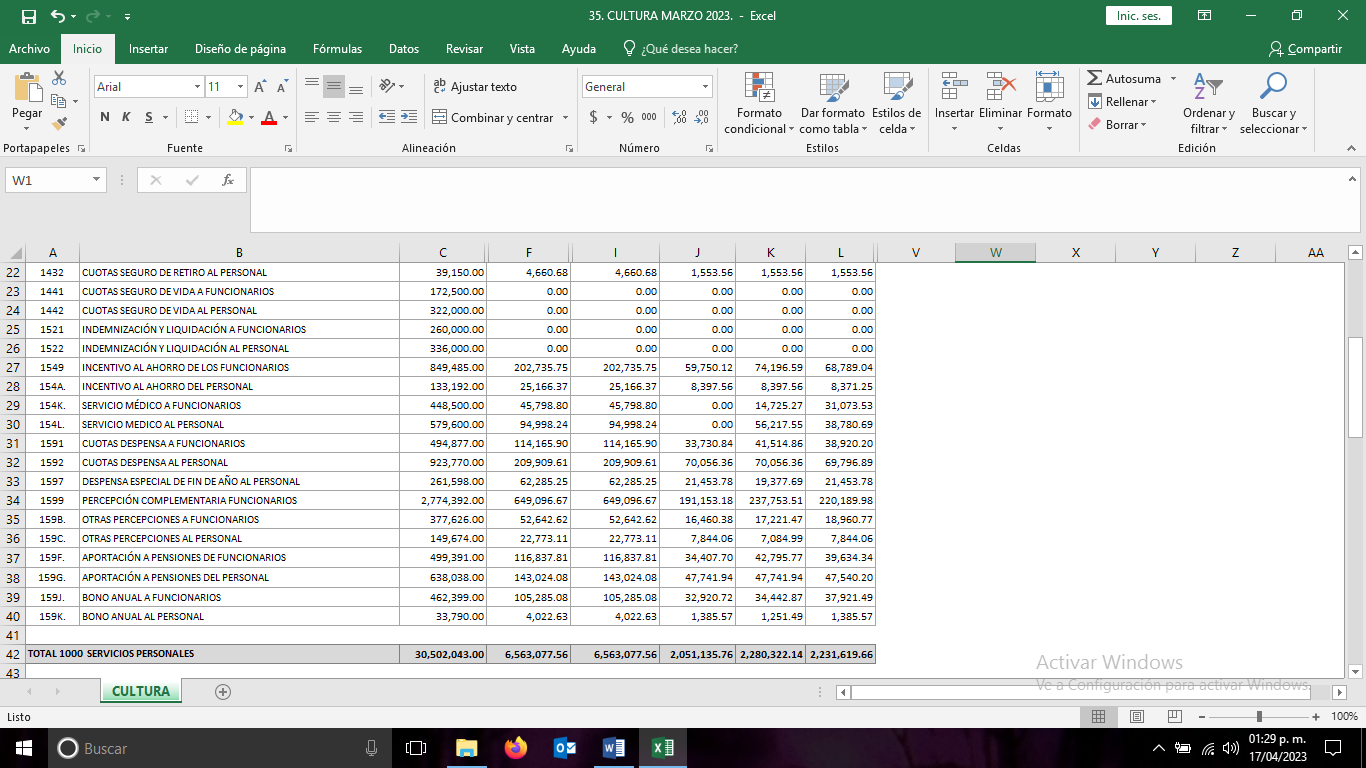 35. CULTURA MARZO 2023. - Excel
Inic. ses.
Archivo Inicio Insertar Diseño de página Fórmulas Datos Revisar Vista Ayuda ¿Qué desea hacer? Compartir
Pegar
Arial 11
N K S
Ajustar texto
Combinar y centrar
General
$ % 000
Formato condicional
Dar formato como tabla
Estilos de celda
Insertar Eliminar Formato
Autosuma
Rellenar
Borrar
Ordenar y filtrar
Buscar y seleccionar
Portapapeles Fuente Alineación Número Estilos Celdas Edición
W1 fx
A B C F I J K L V W X Y Z AA
22 1432 CUOTAS SEGURO DE RETIRO AL PERSONAL 39,150.00 4,660.68 4,660.68 1,553.56 1,553.56 1,553.56
23 1441 CUOTAS SEGURO DE VIDA A FUNCIONARIOS 172,500.00 0.00 0.00 0.00 0.00 0.00
24 1442 CUOTAS SEGURO DE VIDA AL PERSONAL 322,000.00 0.00 0.00 0.00 0.00 0.00
25 1521 INDEMNIZACIÓN Y LIQUIDACIÓN A FUNCIONARIOS 260,000.00 0.00 0.00 0.00 0.00 0.00
26 1522 INDEMNIZACIÓN Y LIQUIDACIÓN AL PERSONAL 336,000.00 0.00 0.00 0.00 0.00 0.00
27 1549 INCENTIVO AL AHORRO DE LOS FUNCIONARIOS 849,485.00 202,735.75 202,735.75 59,750.12 74,196.59 68,789.04
28 154A. INCENTIVO AL AHORRO DEL PERSONAL 133,192.00 25,166.37 25,166.37 8,397.56 8,397.56 8,371.25
29 154K. SERVICIO MÉDICO A FUNCIONARIOS 448,500.00 45,798.80 45,798.80 0.00 14,725.27 31,073.53
30 154L. SERVICIO MEDICO AL PERSONAL 579,600.00 94,998.24 94,998.24 0.00 56,217.55 38,780.69
31 1591 CUOTAS DESPENSA A FUNCIONARIOS 494,877.00 114,165.90 114,165.90 33,730.84 41,514.86 38,920.20
32 1592 CUOTAS DESPENSA AL PERSONAL 923,770.00 209,909.61 209,909.61 70,056.36 70,056.36 69,796.89
33 1597 DESPENSA ESPECIAL DE FIN DE AÑO AL PERSONAL 261,598.00 62,285.25 62,285.25 21,453.78 19,377.69 21,453.78
34 1599 PERCEPCIÓN COMPLEMENTARIA FUNCIONARIOS 2,774,392.00 649,096.67 649,096.67 191,153.18 237,753.51 220,189.98
35 159B. OTRAS PERCEPCIONES A FUNCIONARIOS 377,626.00 52,642.62 52,642.62 16,460.38 17,221.47 18,960.77
36 159C. OTRAS PERCEPCIONES AL PERSONAL 149,674.00 22,773.11 22,773.11 7,844.06 7,084.99 7,844.06
37 159F. APORTACIÓN A PENSIONES DE FUNCIONARIOS 499,391.00 116,837.81 116,837.81 34,407.70 42,795.77 39,634.34
38 159G. APORTACIÓN A PENSIONES DEL PERSONAL 638,038.00 143,024.08 143,024.08 47,741.94 47,741.94 47,540.20
39 159J. BONO ANUAL A FUNCIONARIOS 462,399.00 105,285.08 105,285.08 32,920.72 34,442.87 37,921.49
40 159K. BONO ANUAL AL PERSONAL 33,790.00 4,022.63 4,022.63 1,385.57 1,251.49 1,385.57
41
42 TOTAL 1000 SERVICIOS PERSONALES 30,502,043.00 6,563,077.56 6,563,077.56 2,051,135.76 2,280,322.14 2,231,619.66
43
Activar Windows
Ve a Configuración para activar Windows.
CULTURA
Listo 100%
Buscar
01:29 p. m.
17/04/2023